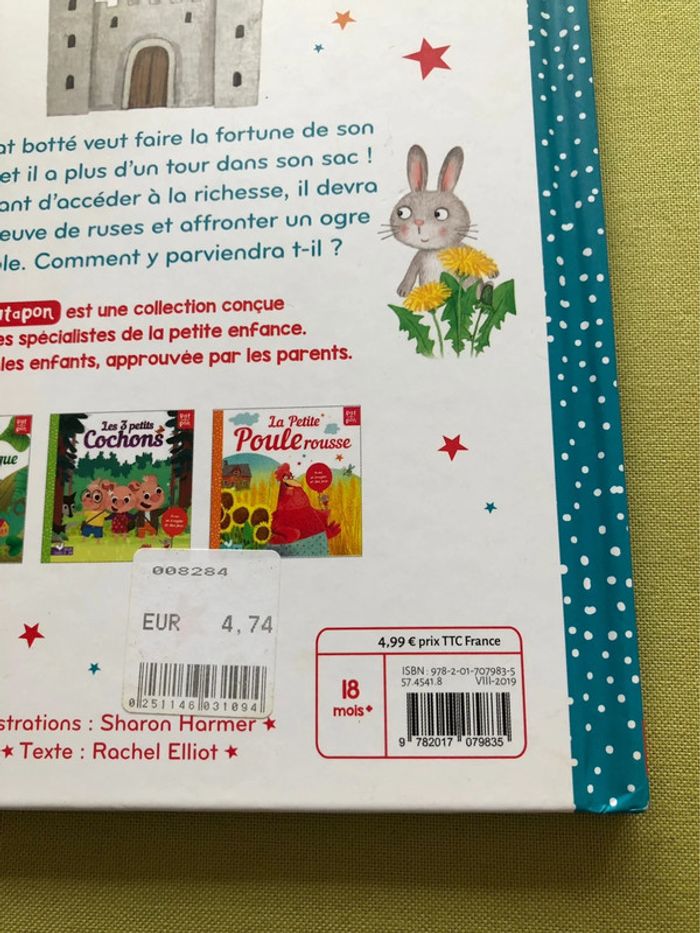 at botté veut faire la fortune de son
et il a plus d'un tour dans son sac !
ant d'accéder à la richesse, il devra
euve de ruses et affronter un ogre
le. Comment y parviendra t-il ?
tapon est une collection conçue
es spécialistes de la petite enfance.
les enfants, approuvée par les parents.
que
Les 3 petits
Cochons
La Petite
Poule rousse
008284
EUR 4,74
0251146031094
4,99 € prix TTC France
18
mois+
ISBN : 978-2-01-707983-5
57.4541.8 VIII-2019
9 782017 079835
strations : Sharon Harmer ★
★ Texte : Rachel Elliot ★